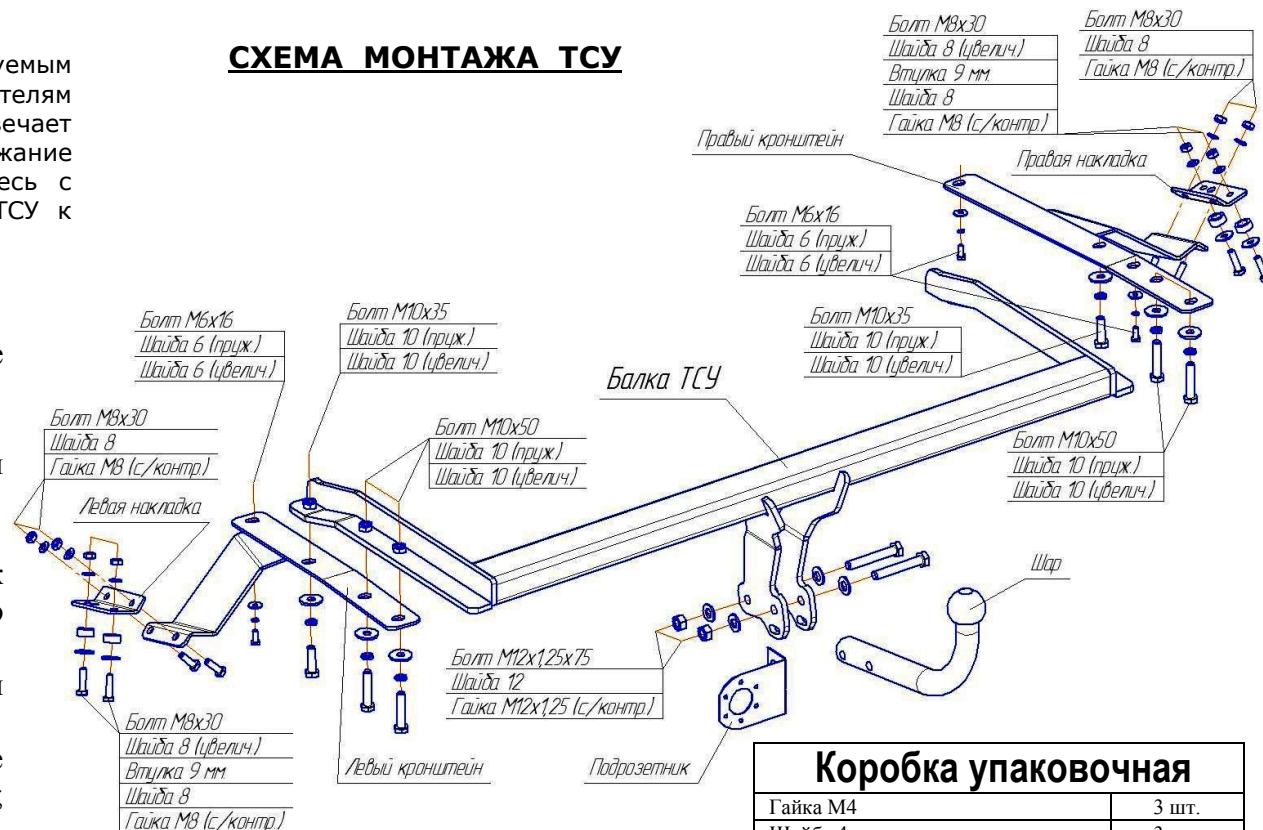 СХЕМА МОНТАЖА ТСУ
уемым
ителям
вечает
жание
есь с
ТСУ к
е
и
к
о
и
е
Болт М8х30
Шайба 8 (увелич.)
Втулка 9 мм.
Шайба 8
Гайка М8 (с/контр.)
Болт М8х30
Шайба 8
Гайка М8 (с/контр.)
Правый кронштейн
Правая накладка
Болт М6х16
Шайба 6 (пруж.)
Шайба 6 (увелич.)
Болт М10х35
Шайба 10 (пруж.)
Шайба 10 (увелич.)
Болт М10х50
Шайба 10 (пруж.)
Шайба 10 (увелич.)
Болт М6х16
Шайба 6 (пруж.)
Шайба 6 (увелич.)
Болт М10х35
Шайба 10 (пруж.)
Шайба 10 (увелич.)
Балка ТСУ
Болт М8х30
Шайба 8
Гайка М8 (с/контр.)
Болт М10х50
Шайба 10 (пруж.)
Шайба 10 (увелич.)
Левая накладка
Шар
Болт М12х1,25х75
Шайба 12
Гайка М12х1,25 (с/контр.)
Болт М8х30
Шайба 8 (увелич.)
Втулка 9 мм.
Шайба 8
Гайка М8 (с/контр.)
Левый кронштейн
Подрозетник
Коробка упаковочная
Гайка М4 3 шт.